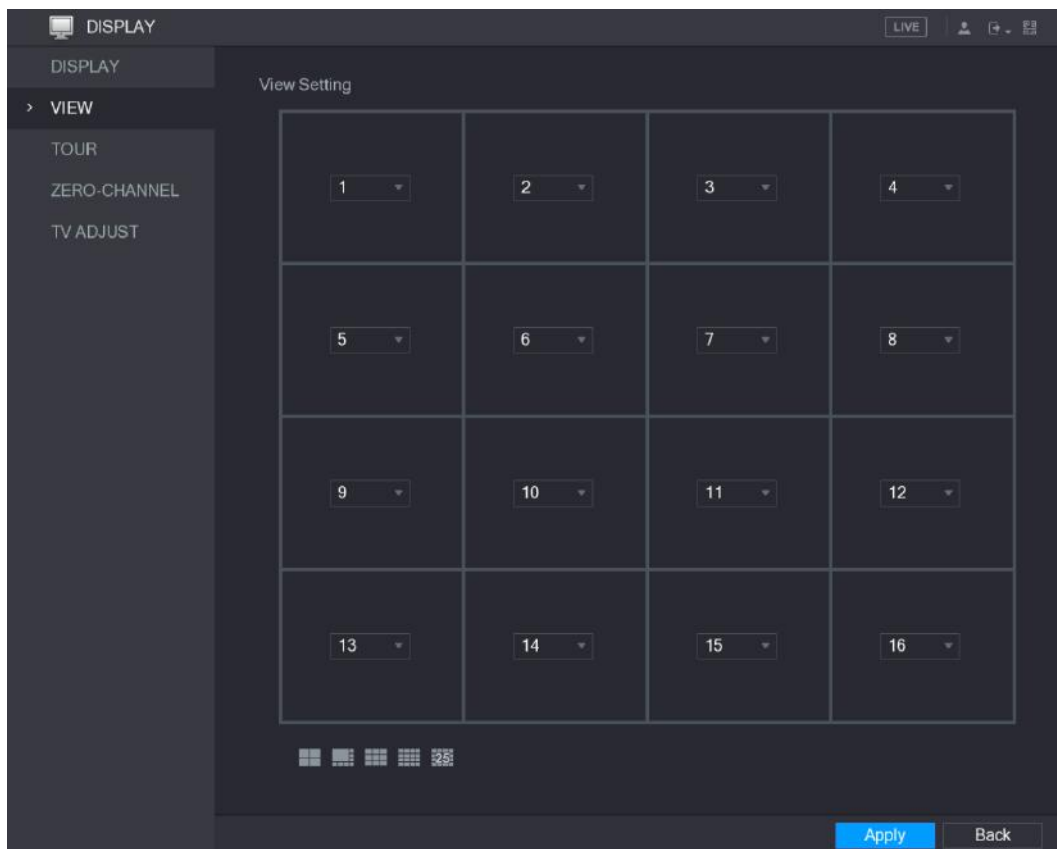 DISPLAY
LIVE
DISPLAY
VIEW
TOUR
ZERO-CHANNEL
TV ADJUST
View Setting
1 2 3 4
5 6 7 8
9 10 11 12
13 14 15 16
25
Apply Back